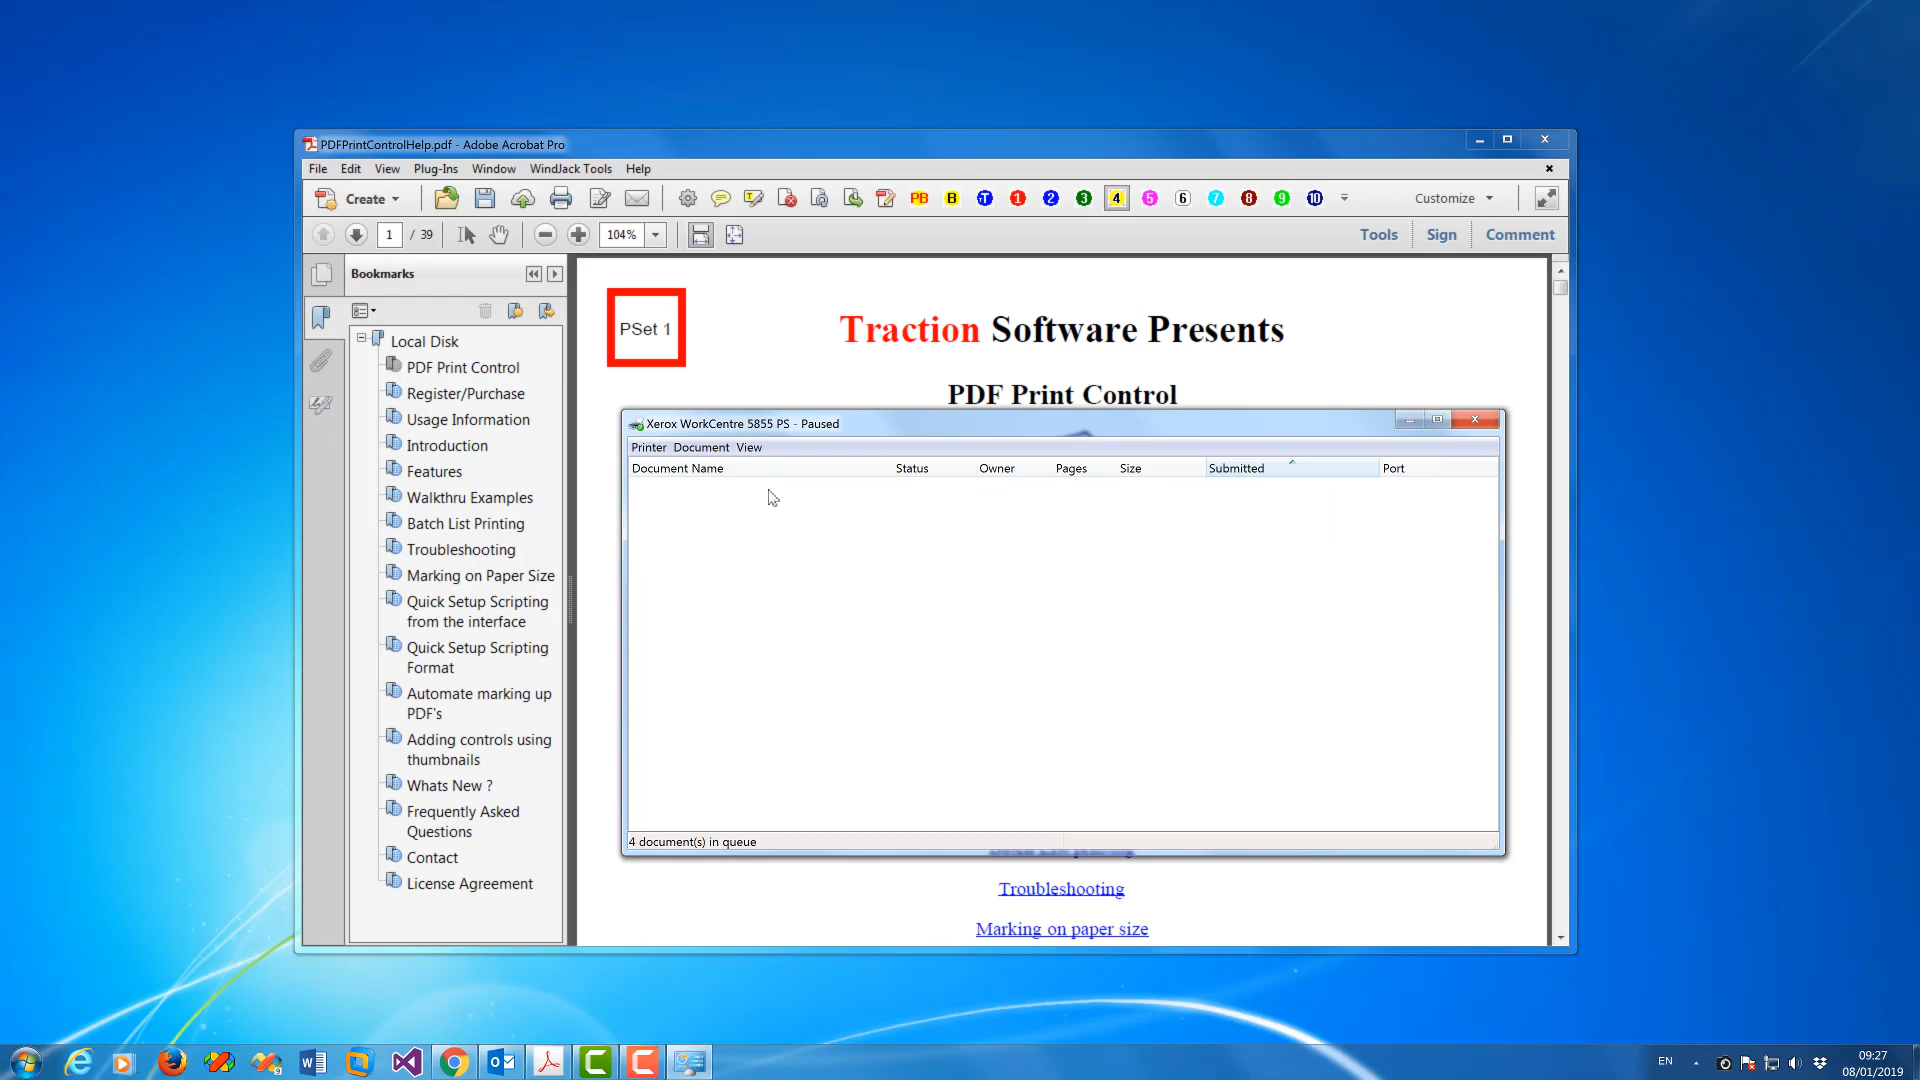 PDFPrintControlHelp.pdf - Adobe Acrobat Pro
File Edit View Plug-Ins Window WindJack Tools Help
Create
PB B T 1 2 3 4 5 6 7 8 9 10
Customize
1 / 39
104%
Tools Sign Comment
Bookmarks
Local Disk
PDF Print Control
Register/Purchase
Usage Information
Introduction
Features
Walkthru Examples
Batch List Printing
Troubleshooting
Marking on Paper Size
Quick Setup Scripting
from the interface
Quick Setup Scripting
Format
Automate marking up
PDF's
Adding controls using
thumbnails
Whats New ?
Frequently Asked
Questions
Contact
License Agreement
PSet 1
Traction Software Presents
PDF Print Control
Xerox WorkCentre 5855 PS - Paused
Printer Document View
Document Name Status Owner Pages Size Submitted Port
4 document(s) in queue
Troubleshooting
Marking on paper size
EN
09:27
08/01/2019